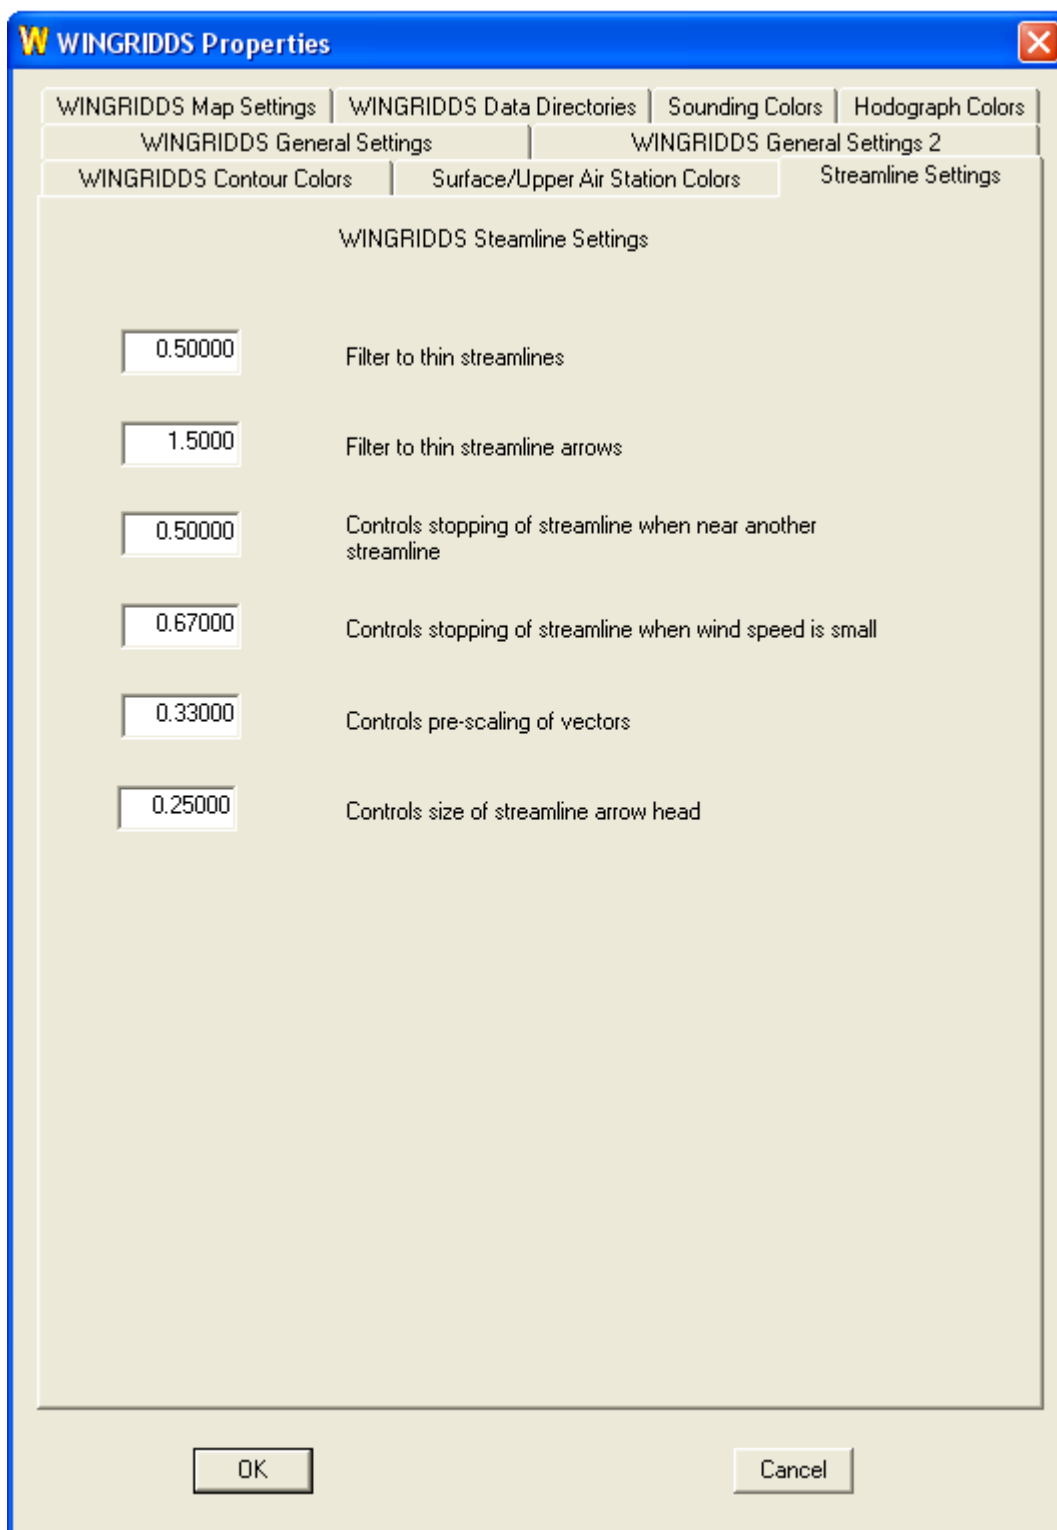 W WINGRIDDS Properties
WINGRIDDS Map Settings WINGRIDDS Data Directories Sounding Colors Hodograph Colors
WINGRIDDS General Settings WINGRIDDS General Settings 2
WINGRIDDS Contour Colors Surface/Upper Air Station Colors Streamline Settings
WINGRIDDS Steamline Settings
0.50000 Filter to thin streamlines
1.5000 Filter to thin streamline arrows
0.50000 Controls stopping of streamline when near another
streamline
0.67000 Controls stopping of streamline when wind speed is small
0.33000 Controls pre-scaling of vectors
0.25000 Controls size of streamline arrow head
OK Cancel